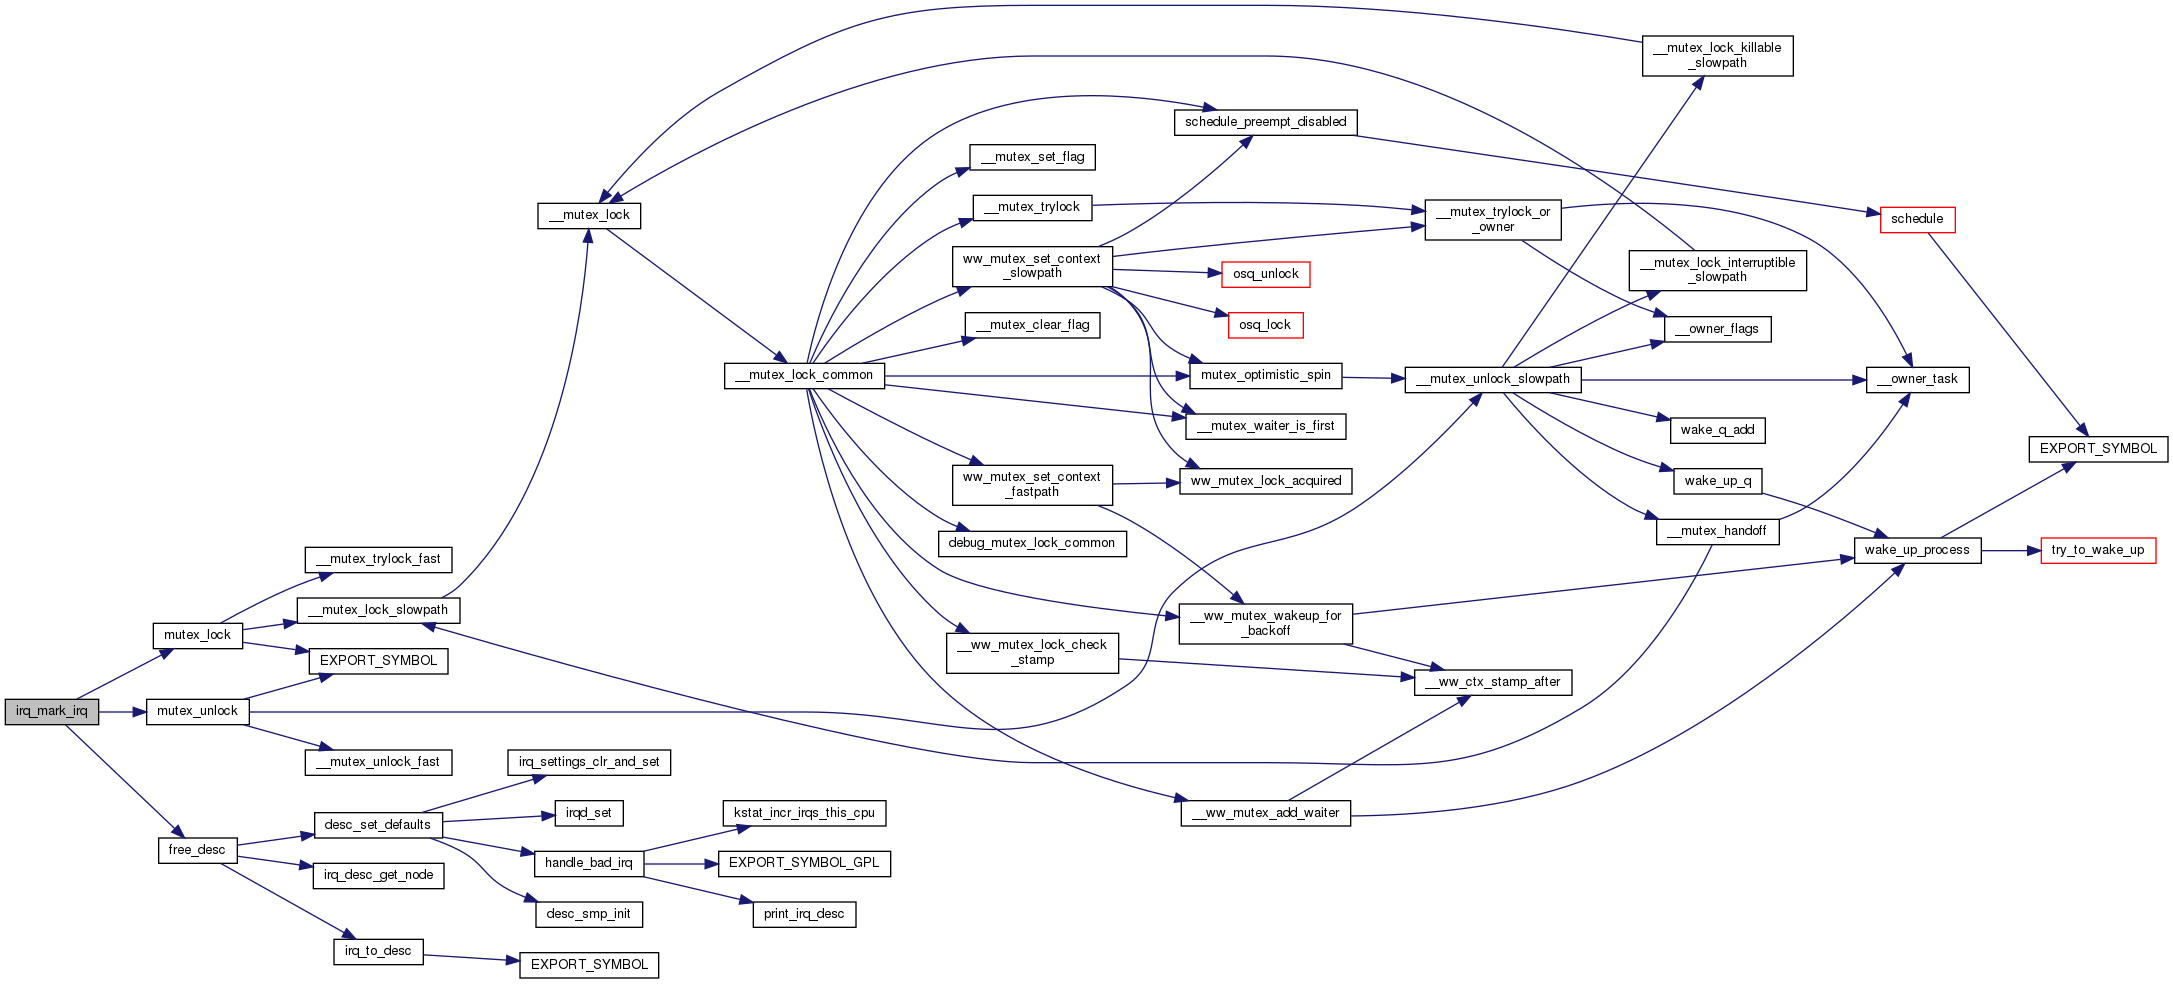 __mutex_lock_killable
_slowpath
schedule_preempt_disabled
__mutex_set_flag
__mutex_trylock
__mutex_lock
__mutex_trylock_or
_owner
schedule
ww_mutex_set_context
_slowpath
osq_unlock
__mutex_lock_interruptible
_slowpath
__mutex_clear_flag
osq_lock
__owner_flags
__mutex_lock_common
mutex_optimistic_spin
__mutex_unlock_slowpath
__owner_task
__mutex_waiter_is_first
wake_q_add
EXPORT_SYMBOL
ww_mutex_set_context
_fastpath
ww_mutex_lock_acquired
wake_up_q
debug_mutex_lock_common
__mutex_handoff
wake_up_process
try_to_wake_up
__mutex_trylock_fast
__mutex_lock_slowpath
mutex_lock
__ww_mutex_wakeup_for
_backoff
__ww_mutex_lock_check
_stamp
EXPORT_SYMBOL
__ww_ctx_stamp_after
irq_mark_irq
mutex_unlock
__mutex_unlock_fast
irq_settings_clr_and_set
irqd_set
kstat_incr_irqs_this_cpu
__ww_mutex_add_waiter
desc_set_defaults
free_desc
handle_bad_irq
EXPORT_SYMBOL_GPL
irq_desc_get_node
desc_smp_init
print_irq_desc
irq_to_desc
EXPORT_SYMBOL